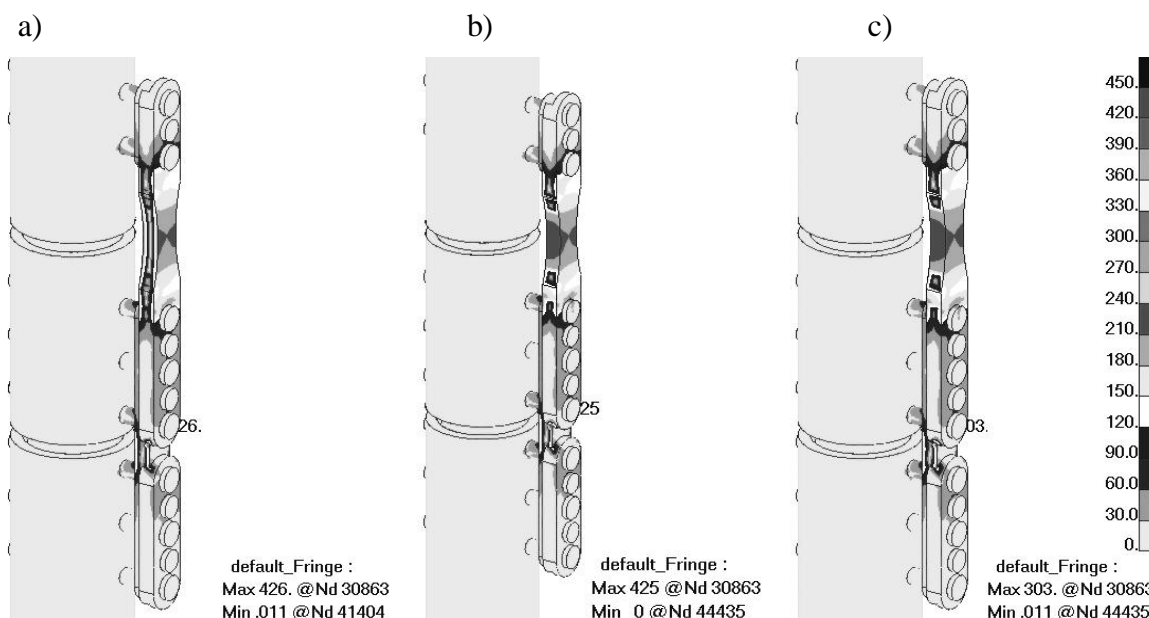 a)
b)
c)
450.
420.
390.
360.
330.
300.
270.
240.
210.
180.
150.
120.
90.0
60.0
30.0
0.
26.
25
03.
default_Fringe :
Max 426. @Nd 30863
Min .011 @Nd 41404
default_Fringe :
Max 425 @Nd 30863
Min 0 @Nd 44435
default_Fringe :
Max 303. @Nd 30863
Min .011 @Nd 44435